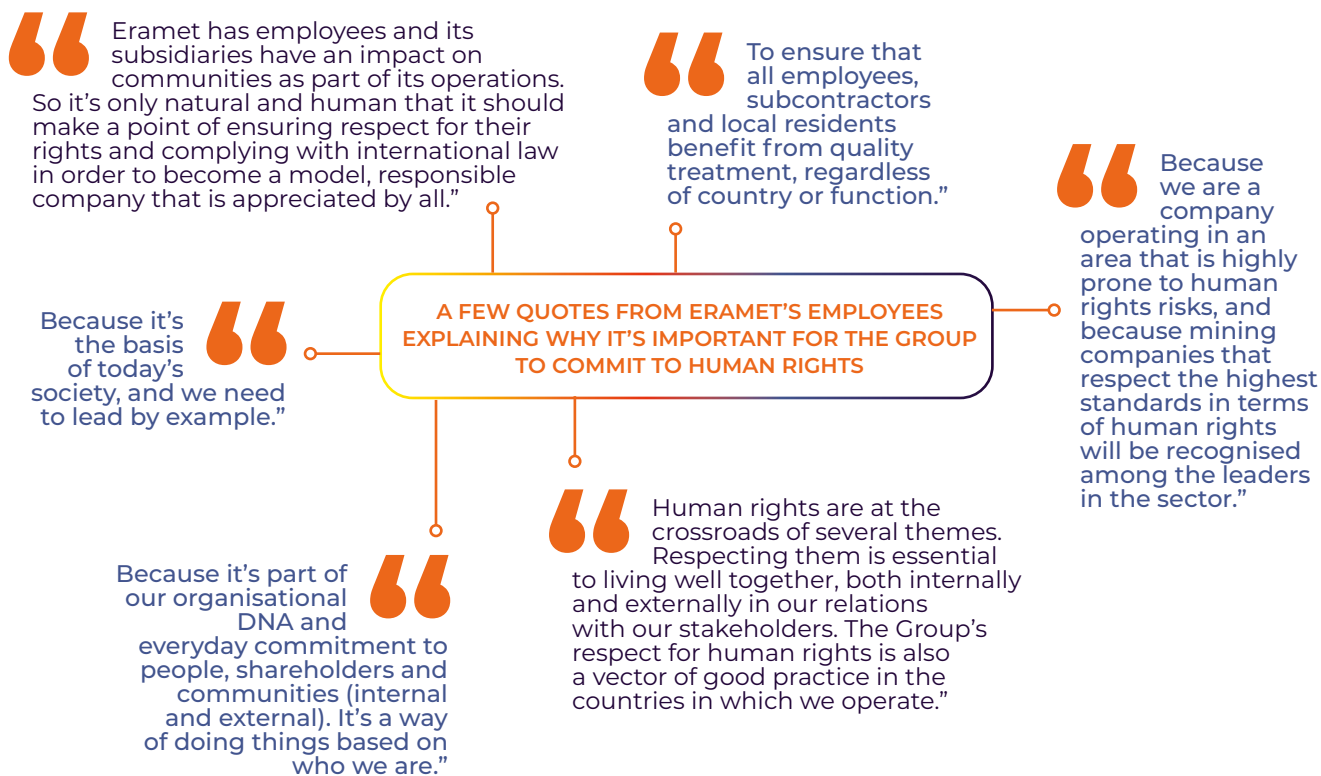 Eramet has employees and its
subsidiaries have an impact on
communities as part of its operations.
So it’s only natural and human that it should
make a point of ensuring respect for their
rights and complying with international law
in order to become a model, responsible
company that is appreciated by all.”
To ensure that
all employees,
subcontractors
and local residents
benefit from quality
treatment, regardless
of country or function.”
Because
we are a
company
operating in an
area that is highly
prone to human
rights risks, and
because mining
companies that
respect the highest
standards in terms
of human rights
will be recognised
among the leaders
in the sector.”
A FEW QUOTES FROM ERAMET’S EMPLOYEES
EXPLAINING WHY IT’S IMPORTANT FOR THE GROUP
TO COMMIT TO HUMAN RIGHTS
Because it’s
the basis
of today’s
society, and we need
to lead by example.”
Because it’s part of
our organisational
DNA and
everyday commitment to
people, shareholders and
communities (internal
and external). It’s a way
of doing things based on
who we are.”
Human rights are at the
crossroads of several themes.
Respecting them is essential
to living well together, both internally
and externally in our relations
with our stakeholders. The Group’s
respect for human rights is also
a vector of good practice in the
countries in which we operate.”